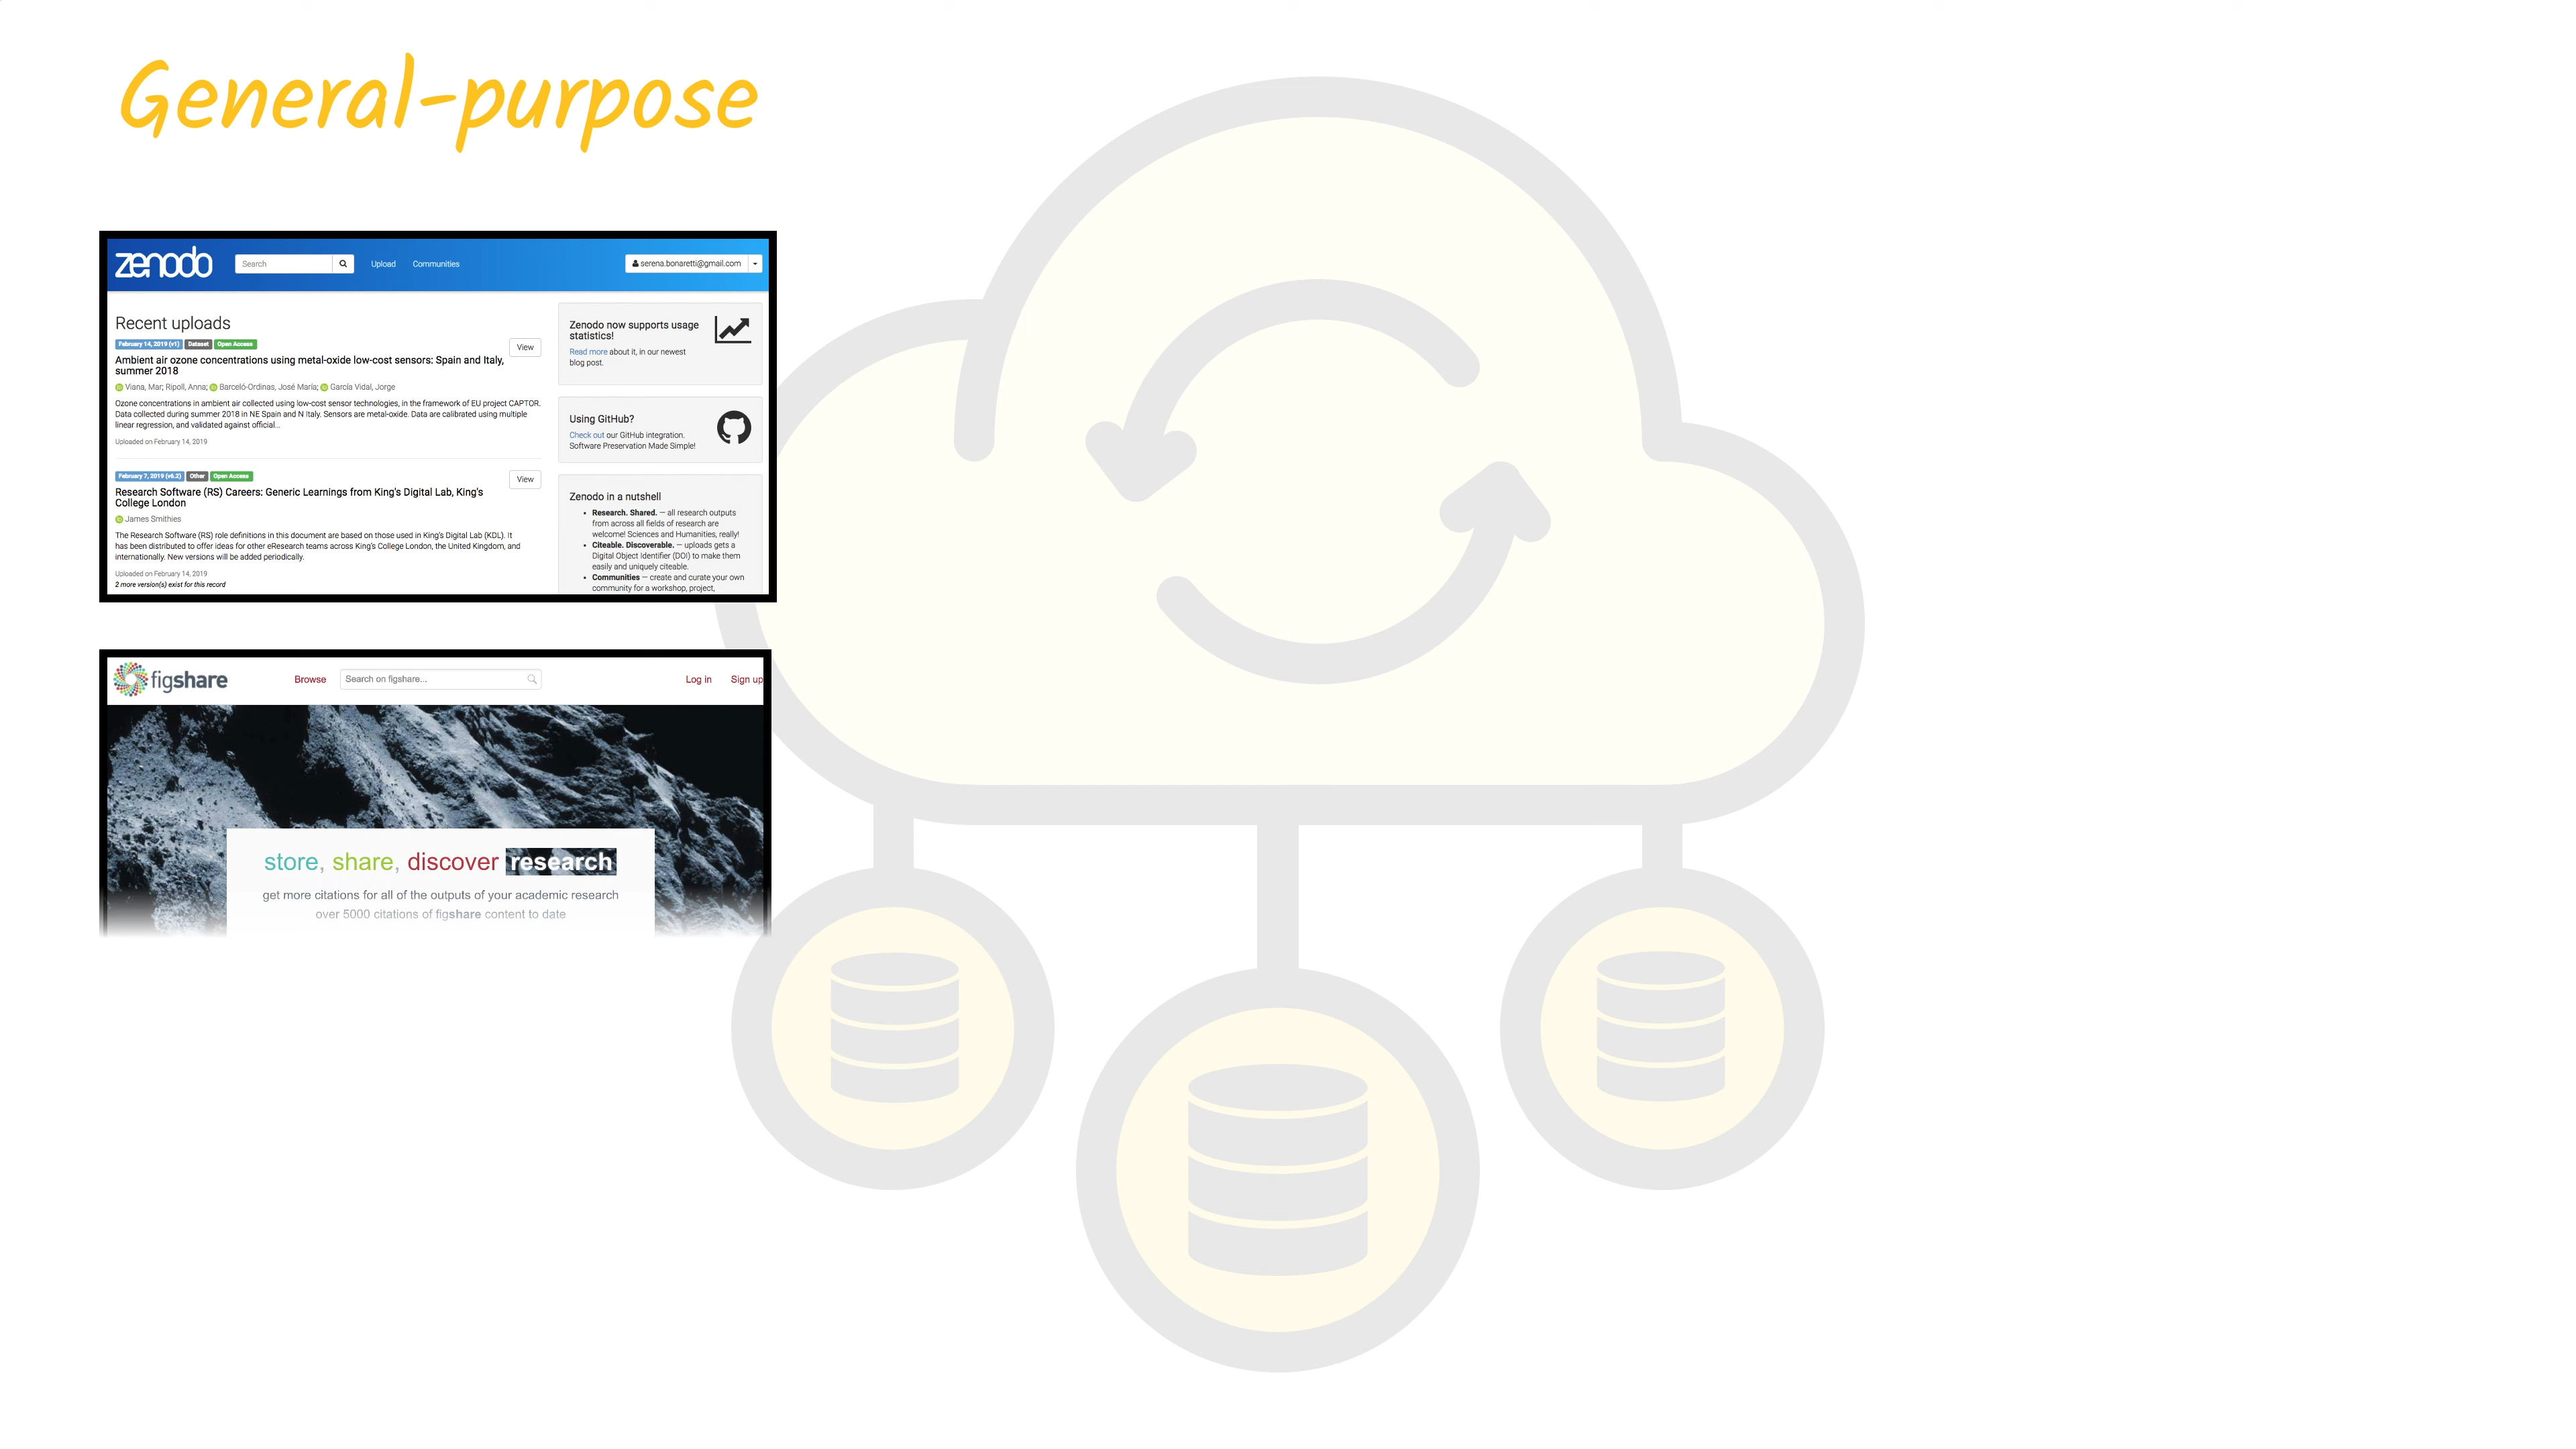 General-purpose
zenodo
Search
Upload
Communities
serena.bonaretti@gmail.com
Recent uploads
February 14, 2019 (v1) Dataset Open Access
View
Ambient air ozone concentrations using metal-oxide low-cost sensors: Spain and Italy,
summer 2018
Viana, Mar; Ripoll, Anna; Barceló-Ordinas, José María; García Vidal, Jorge
Ozone concentrations in ambient air collected using low-cost sensor technologies, in the framework of EU project CAPTOR.
Data collected during summer 2018 in NE Spain and N Italy. Sensors are metal-oxide. Data are calibrated using multiple
linear regression, and validated against official...
Uploaded on February 14, 2019
February 7, 2019 (v6.2) Other Open Access
View
Research Software (RS) Careers: Generic Learnings from King's Digital Lab, King's
College London
James Smithies
The Research Software (RS) role definitions in this document are based on those used in King's Digital Lab (KDL). It
has been distributed to offer ideas for other eResearch teams across King's College London, the United Kingdom, and
internationally. New versions will be added periodically.
Uploaded on February 14, 2019
2 more version(s) exist for this record
Zenodo now supports usage
statistics!
Read more about it, in our newest
blog post.
Using GitHub?
Check out our GitHub integration.
Software Preservation Made Simple!
Zenodo in a nutshell
• Research. Shared. — all research outputs
from across all fields of research are
welcome! Sciences and Humanities, really!
• Citeable. Discoverable. — uploads gets a
Digital Object Identifier (DOI) to make them
easily and uniquely citeable.
• Communities — create and curate your own
community for a workshop, project,
figshare
Browse
Search on figshare...
Log in
Sign up
store, share, discover research
get more citations for all of the outputs of your academic research
over 5000 citations of figshare content to date